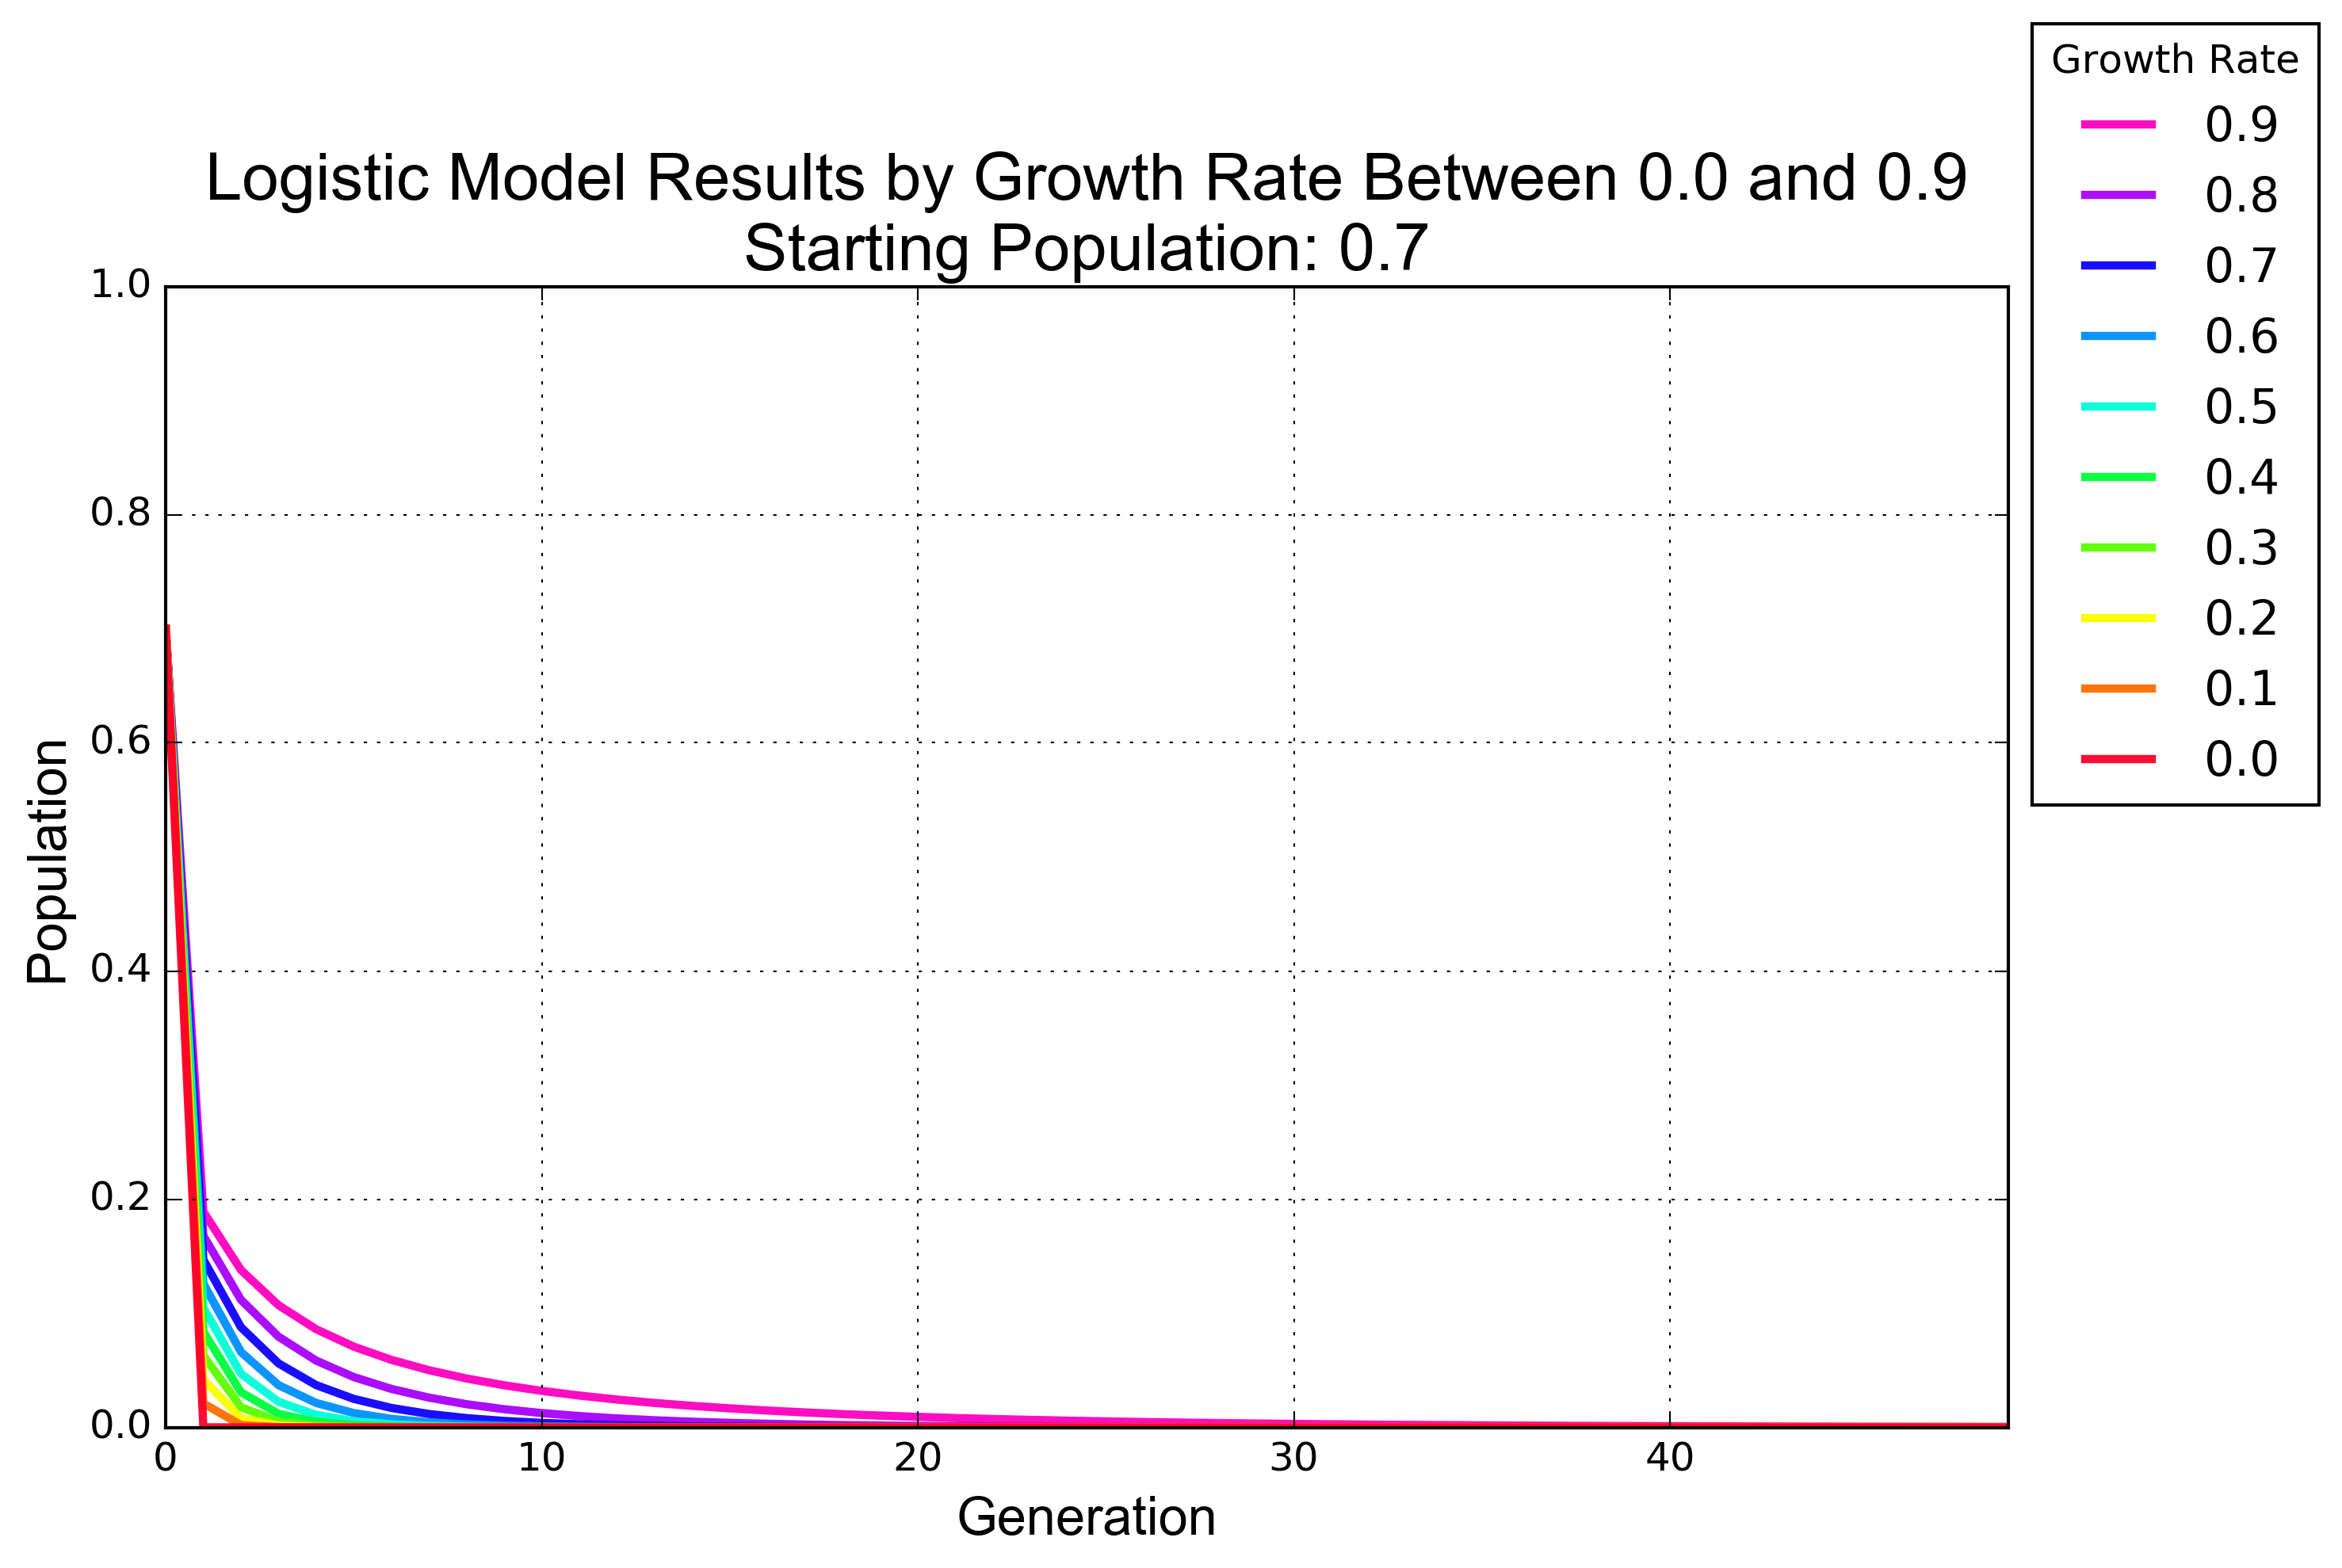 Growth Rate
0.9
0.8
0.7
0.6
0.5
0.4
0.3
0.2
0.1
0.0
Logistic Model Results by Growth Rate Between 0.0 and 0.9
Starting Population: 0.7
1.0
0.8
0.6
0.4
0.2
0.0
Population
0 10 20 30 40
Generation